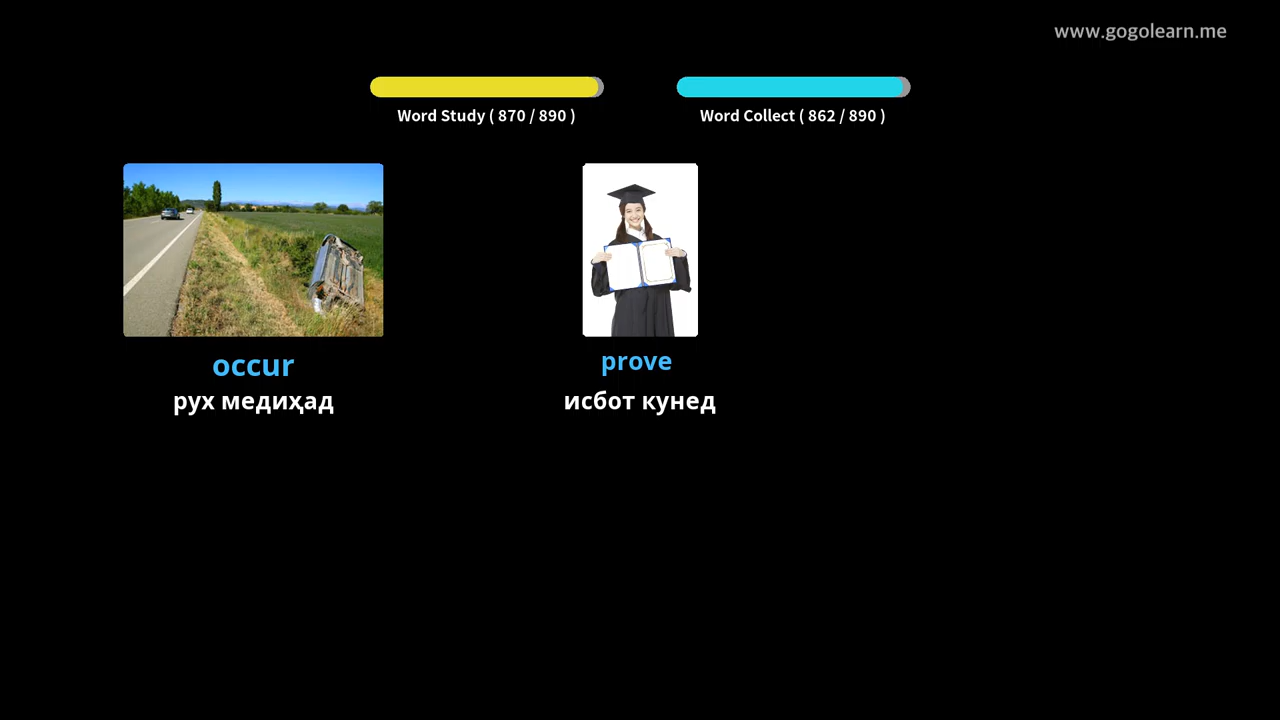 www.gogolearn.me
Word Study ( 870 / 890 )
Word Collect ( 862 / 890 )
occur
рух медиҳад
prove
исбот кунед